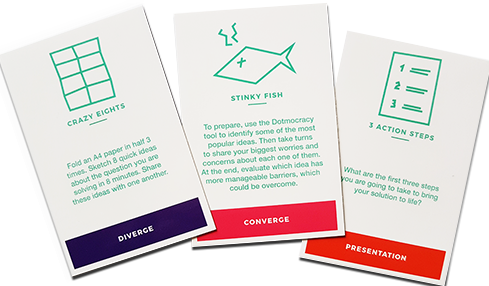 CRAZY EIGHTS
Fold an A4 paper in half 3
times. Sketch 8 quick ideas
about the question you are
solving in 8 minutes. Share
these ideas with one another.
DIVERGE
STINKY FISH
To prepare, use the Dotmocracy
tool to identify some of the most
popular ideas. Then take turns
to share your biggest worries and
concerns about each one of them.
At the end, evaluate which idea has
more manageable barriers, which
could be overcome.
CONVERGE
1
2
3
3 ACTION STEPS
What are the first three steps
you are going to take to bring
your solution to life?
PRESENTATION